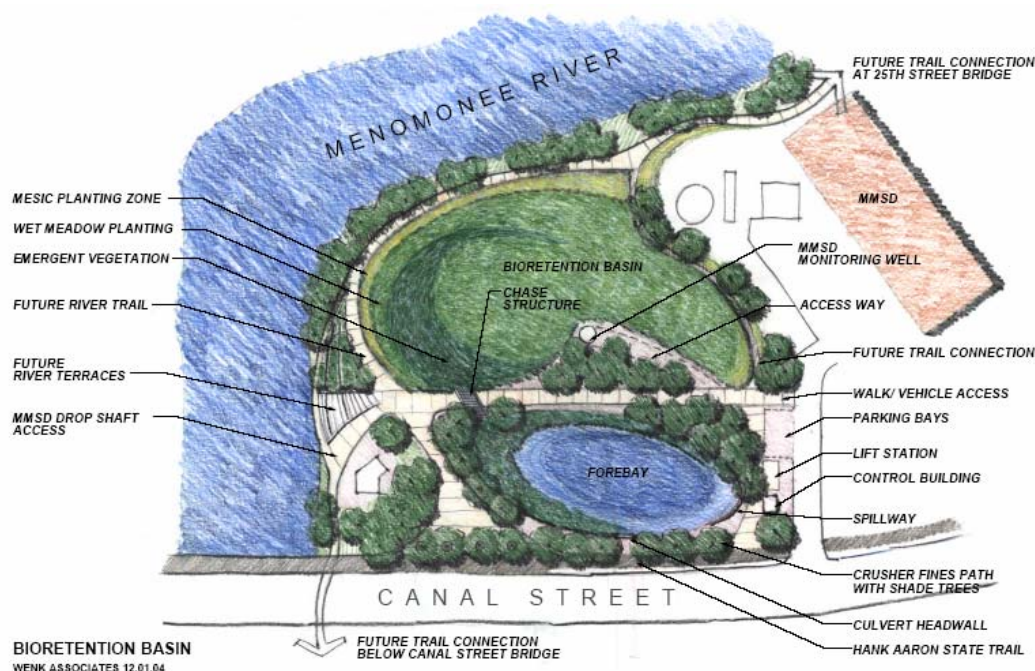 MENOMONEE RIVER
FUTURE TRAIL CONNECTION
AT 25TH STREET BRIDGE
MMSD
MESIC PLANTING ZONE
WET MEADOW PLANTING
EMERGENT VEGETATION
FUTURE RIVER TRAIL
FUTURE
RIVER TERRACES
MMSD DROP SHAFT
ACCESS
BIORETENTION BASIN
CHASE
STRUCTURE
MMSD
MONITORING WELL
ACCESS WAY
FUTURE TRAIL CONNECTION
WALK/ VEHICLE ACCESS
PARKING BAYS
LIFT STATION
CONTROL BUILDING
SPILLWAY
FOREBAY
CRUSHER FINES PATH
WITH SHADE TREES
CULVERT HEADWALL
HANK AARON STATE TRAIL
CANAL STREET
FUTURE TRAIL CONNECTION
BELOW CANAL STREET BRIDGE
BIORETENTION BASIN
WENK ASSOCIATES 12.01.04